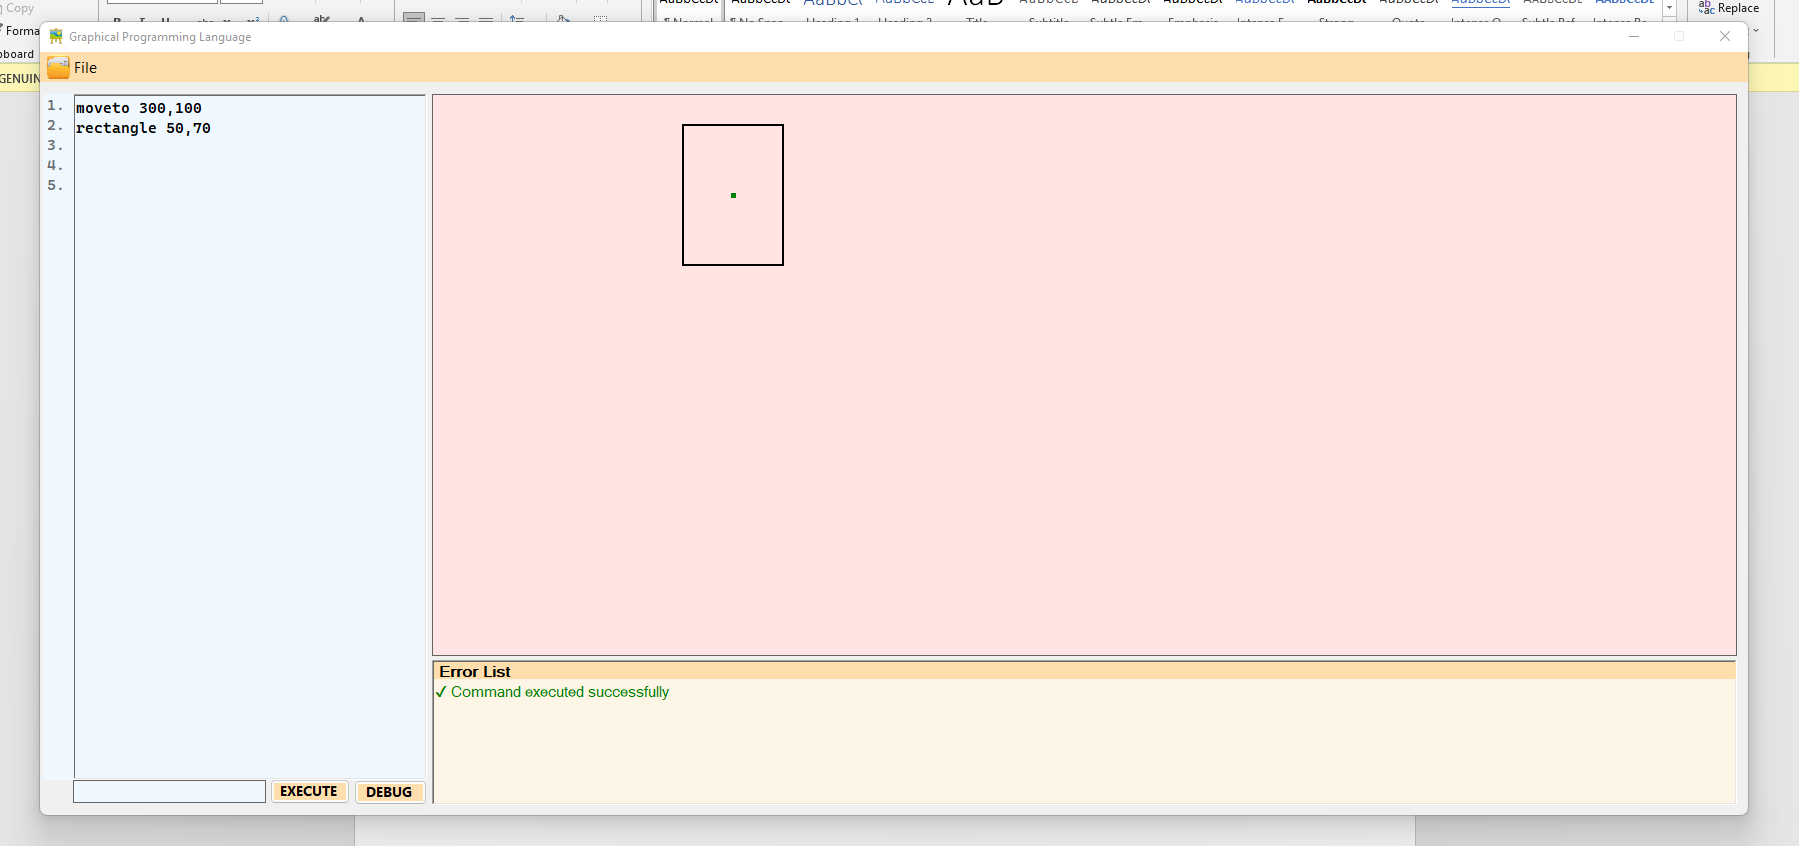 Copy
Replace
Forma
board
GENUIN
Graphical Programming Language
File
1. moveto 300,100
2. rectangle 50,70
3.
4.
5.
Error List
✓ Command executed successfully
EXECUTE
DEBUG